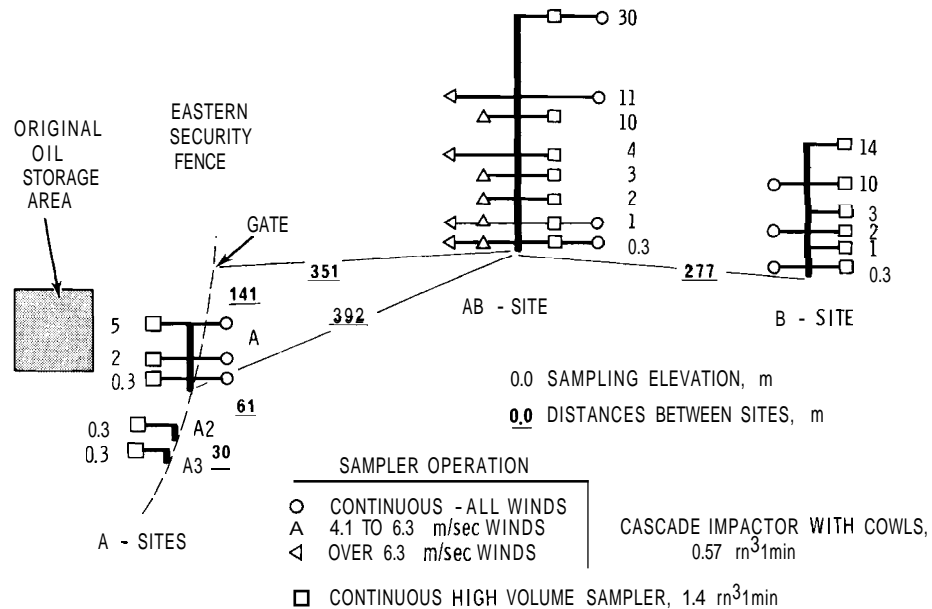 30
11
10
4
3
2
1
0.3
EASTERN
SECURITY
FENCE
ORIGINAL
OIL
STORAGE
AREA
14
10
3
2
1
0.3
GATE
351
277
141
392
AB - SITE
B - SITE
5
A
2
0.3
61
0.0 SAMPLING ELEVATION, m
0.0 DISTANCES BETWEEN SITES, m
0.3
A2
0.3
A3 30
SAMPLER OPERATION
CONTINUOUS - ALL WINDS
A 4.1 TO 6.3 m/sec WINDS
OVER 6.3 m/sec WINDS
CASCADE IMPACTOR WITH COWLS,
0.57 rn³1min
A - SITES
CONTINUOUS HIGH VOLUME SAMPLER, 1.4 rn³1min